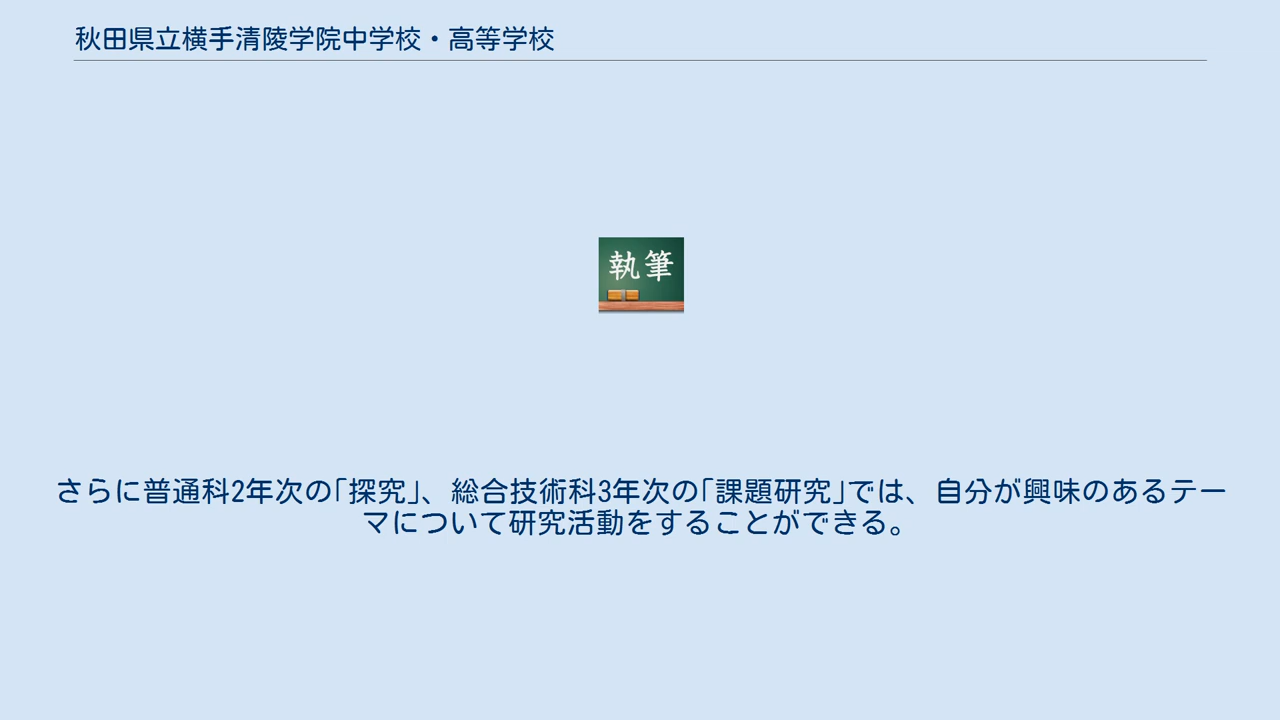 秋田県立横手清陵学院中学校・高等学校
執筆
さらに普通科2年次の｢探究｣、総合技術科3年次の｢課題研究｣では、自分が興味のあるテー
マについて研究活動をすることができる。